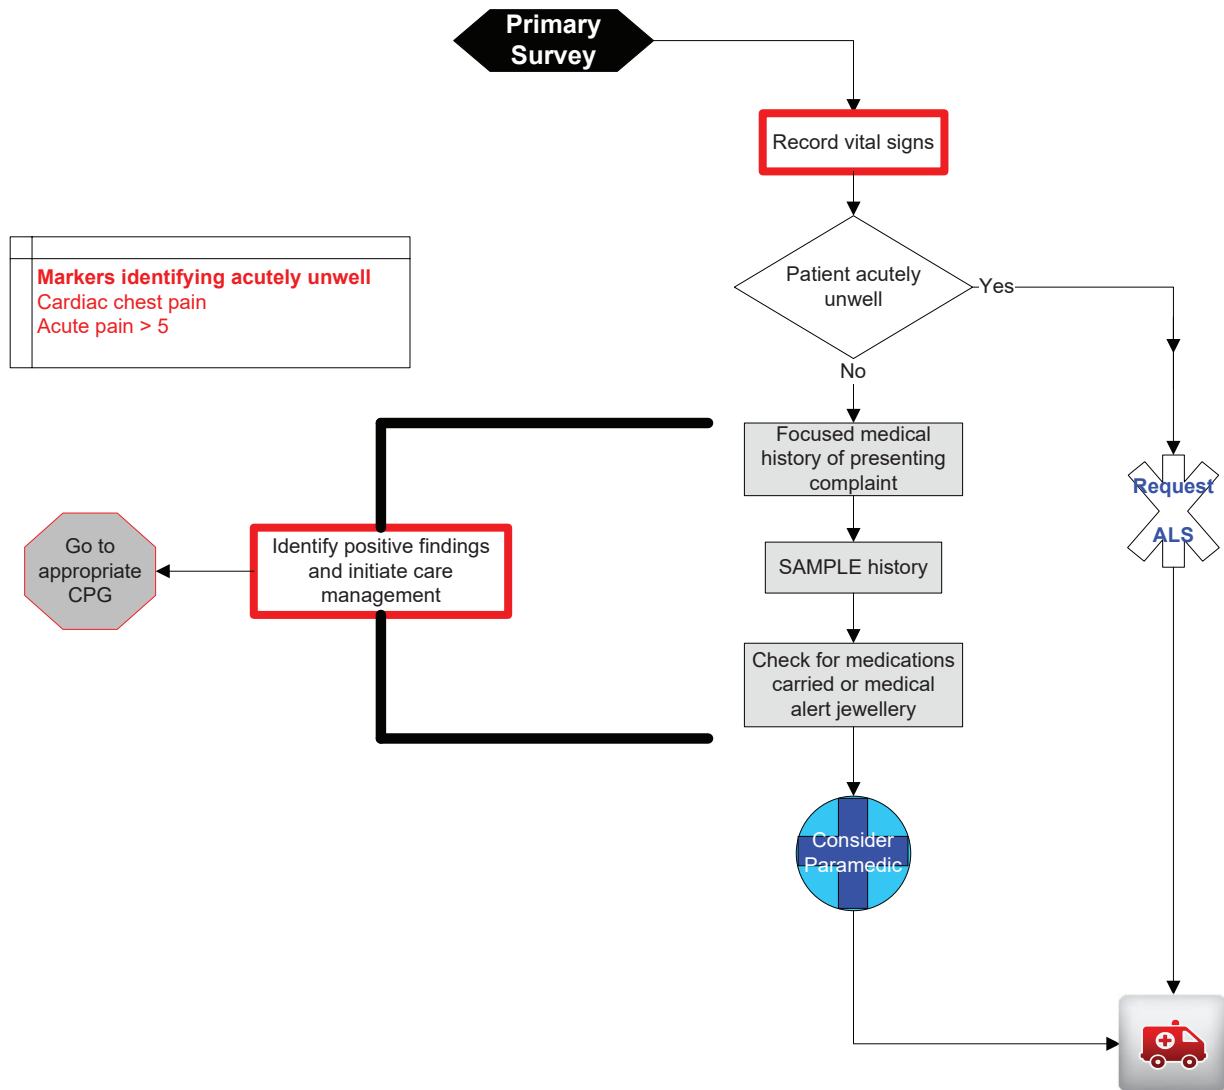 Primary
Survey
Record vital signs
Markers identifying acutely unwell
Cardiac chest pain
Acute pain > 5
Patient acutely
unwell
Yes
No
Focused medical
history of presenting
complaint
Request
ALS
Go to
appropriate
CPG
Identify positive findings
and initiate care
management
SAMPLE history
Check for medications
carried or medical
alert jewellery
Consider
Paramedic